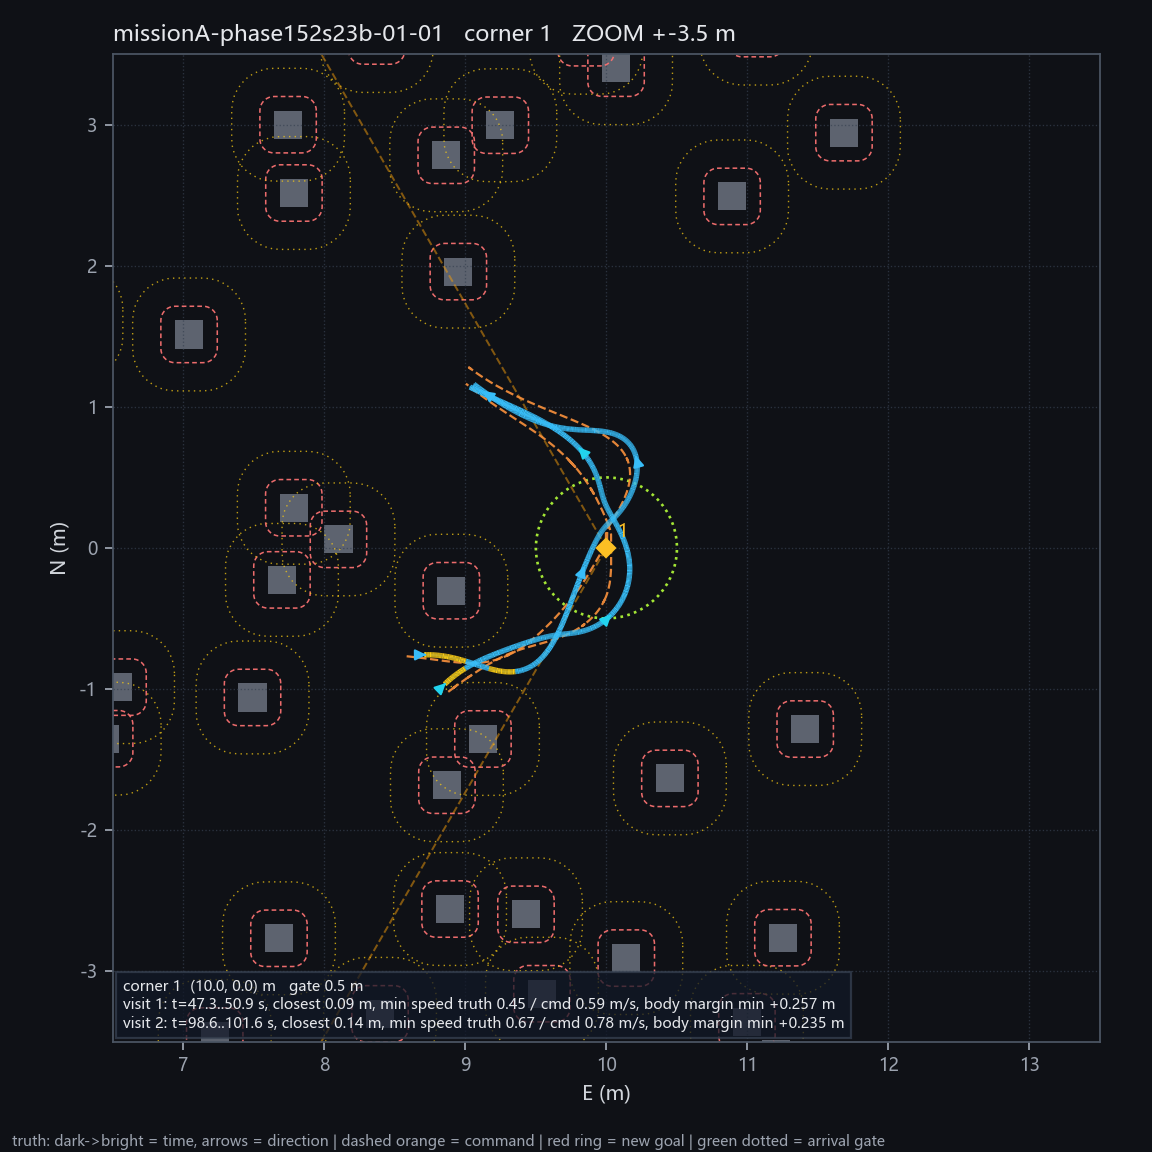 missionA-phase152s23b-01-01   corner 1   ZOOM +-3.5 m
3
2
1
0
-1
-2
-3
N (m)
1
corner 1  (10.0, 0.0) m   gate 0.5 m
visit 1: t=47.3..50.9 s, closest 0.09 m, min speed truth 0.45 / cmd 0.59 m/s, body margin min +0.257 m
visit 2: t=98.6..101.6 s, closest 0.14 m, min speed truth 0.67 / cmd 0.78 m/s, body margin min +0.235 m
7 8 9 10 11 12 13
E (m)
truth: dark->bright = time, arrows = direction | dashed orange = command | red ring = new goal | green dotted = arrival gate